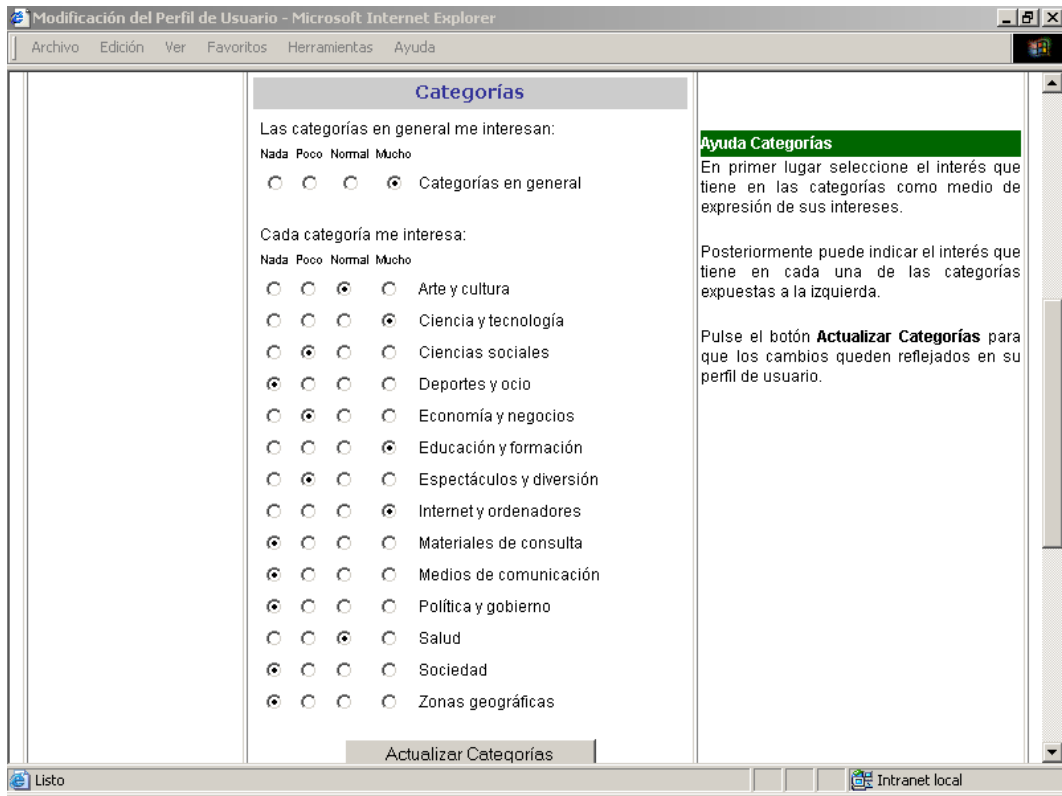 Modificación del Perfil de Usuario - Microsoft Internet Explorer
Archivo Edición Ver Favoritos Herramientas Ayuda
Categorías
Las categorías en general me interesan:
Nada Poco Normal Mucho
Categorías en general
Cada categoría me interesa:
Nada Poco Normal Mucho
Arte y cultura
Ciencia y tecnología
Ciencias sociales
Deportes y ocio
Economía y negocios
Educación y formación
Espectáculos y diversión
Internet y ordenadores
Materiales de consulta
Medios de comunicación
Política y gobierno
Salud
Sociedad
Zonas geográficas
Actualizar Categorías
Ayuda Categorías
En primer lugar seleccione el interés que
tiene en las categorías como medio de
expresión de sus intereses.
Posteriormente puede indicar el interés que
tiene en cada una de las categorías
expuestas a la izquierda.
Pulse el botón Actualizar Categorías para
que los cambios queden reflejados en su
perfil de usuario.
Listo
Intranet local